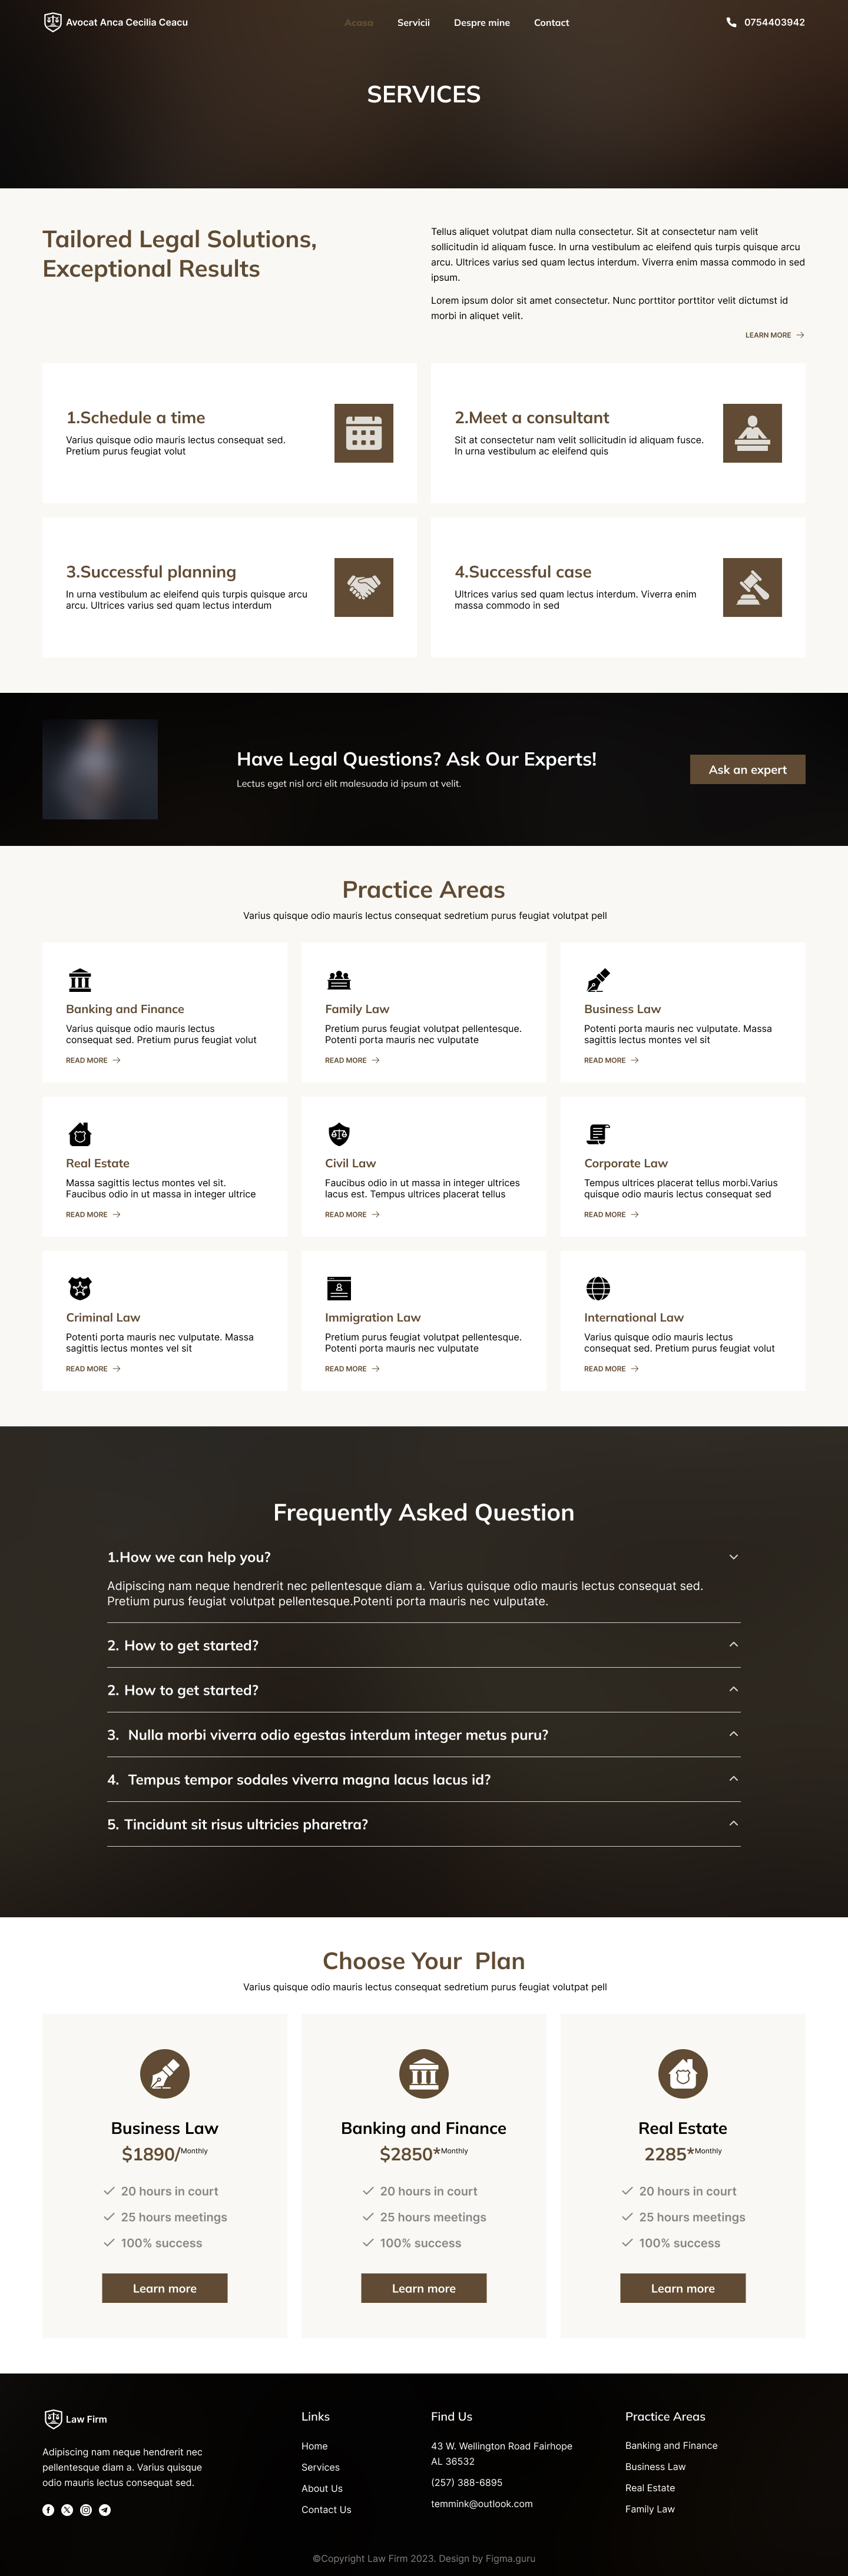 Avocat Anca Cecilia Ceacu
Acasa Servicii Despre mine Contact
0754403942
SERVICES
Tailored Legal Solutions,
Exceptional Results
Tellus aliquet volutpat diam nulla consectetur. Sit at consectetur nam velit
sollicitudin id aliquam fusce. In urna vestibulum ac eleifend quis turpis quisque arcu
arcu. Ultrices varius sed quam lectus interdum. Viverra enim massa commodo in sed
ipsum.
Lorem ipsum dolor sit amet consectetur. Nunc porttitor porttitor velit dictumst id
morbi in aliquet velit.
LEARN MORE
1.Schedule a time
Varius quisque odio mauris lectus consequat sed.
Pretium purus feugiat volut
2.Meet a consultant
Sit at consectetur nam velit sollicitudin id aliquam fusce.
In urna vestibulum ac eleifend quis
3.Successful planning
In urna vestibulum ac eleifend quis turpis quisque arcu
arcu. Ultrices varius sed quam lectus interdum
4.Successful case
Ultrices varius sed quam lectus interdum. Viverra enim
massa commodo in sed
Have Legal Questions? Ask Our Experts!
Lectus eget nisl orci elit malesuada id ipsum at velit.
Ask an expert
Practice Areas
Varius quisque odio mauris lectus consequat sedretium purus feugiat volutpat pell
Banking and Finance
Varius quisque odio mauris lectus
consequat sed. Pretium purus feugiat volut
READ MORE
Family Law
Pretium purus feugiat volutpat pellentesque.
Potenti porta mauris nec vulputate
READ MORE
Business Law
Potenti porta mauris nec vulputate. Massa
sagittis lectus montes vel sit
READ MORE
Real Estate
Massa sagittis lectus montes vel sit.
Faucibus odio in ut massa in integer ultrice
READ MORE
Civil Law
Faucibus odio in ut massa in integer ultrices
lacus est. Tempus ultrices placerat tellus
READ MORE
Corporate Law
Tempus ultrices placerat tellus morbi.Varius
quisque odio mauris lectus consequat sed
READ MORE
Criminal Law
Potenti porta mauris nec vulputate. Massa
sagittis lectus montes vel sit
READ MORE
Immigration Law
Pretium purus feugiat volutpat pellentesque.
Potenti porta mauris nec vulputate
READ MORE
International Law
Varius quisque odio mauris lectus
consequat sed. Pretium purus feugiat volut
READ MORE
Frequently Asked Question
1.How we can help you?
Adipiscing nam neque hendrerit nec pellentesque diam a. Varius quisque odio mauris lectus consequat sed.
Pretium purus feugiat volutpat pellentesque.Potenti porta mauris nec vulputate.
2. How to get started?
2. How to get started?
3. Nulla morbi viverra odio egestas interdum integer metus puru?
4. Tempus tempor sodales viverra magna lacus lacus id?
5. Tincidunt sit risus ultricies pharetra?
Choose Your Plan
Varius quisque odio mauris lectus consequat sedretium purus feugiat volutpat pell
Business Law
$1890/Monthly
20 hours in court
25 hours meetings
100% success
Learn more
Banking and Finance
$2850*Monthly
20 hours in court
25 hours meetings
100% success
Learn more
Real Estate
2285*Monthly
20 hours in court
25 hours meetings
100% success
Learn more
Law Firm
Adipiscing nam neque hendrerit nec
pellentesque diam a. Varius quisque
odio mauris lectus consequat sed.
Links
Home
Services
About Us
Contact Us
Find Us
43 W. Wellington Road Fairhope
AL 36532
(257) 388-6895
temmink@outlook.com
Practice Areas
Banking and Finance
Business Law
Real Estate
Family Law
©Copyright Law Firm 2023. Design by Figma.guru